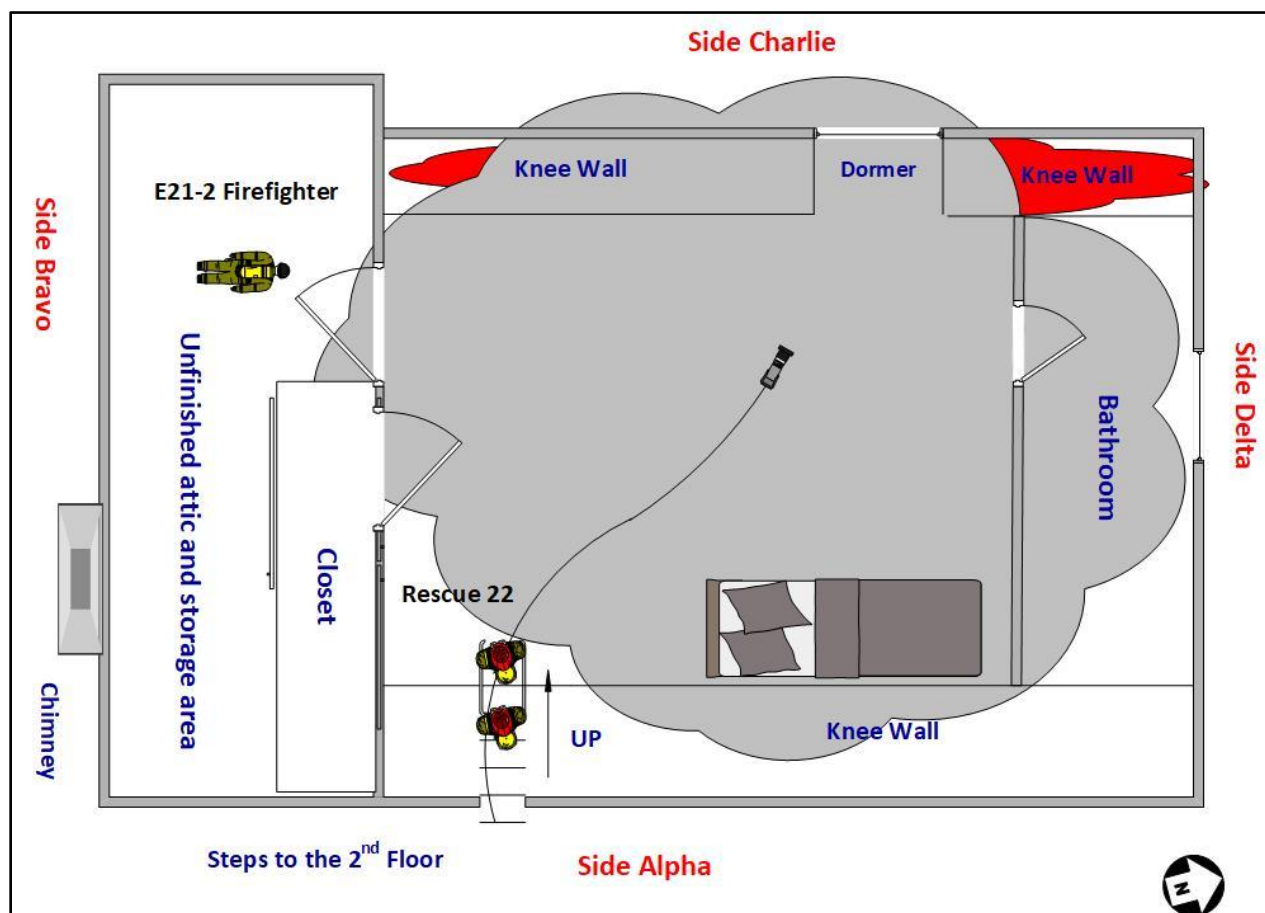 Side Charlie
Knee Wall
Dormer
Knee Wall
E21-2 Firefighter
Side Bravo
Unfinished attic and storage area
Side Delta
Bathroom
Closet
Rescue 22
Chimney
UP
Knee Wall
Steps to the 2nd Floor
Side Alpha
N